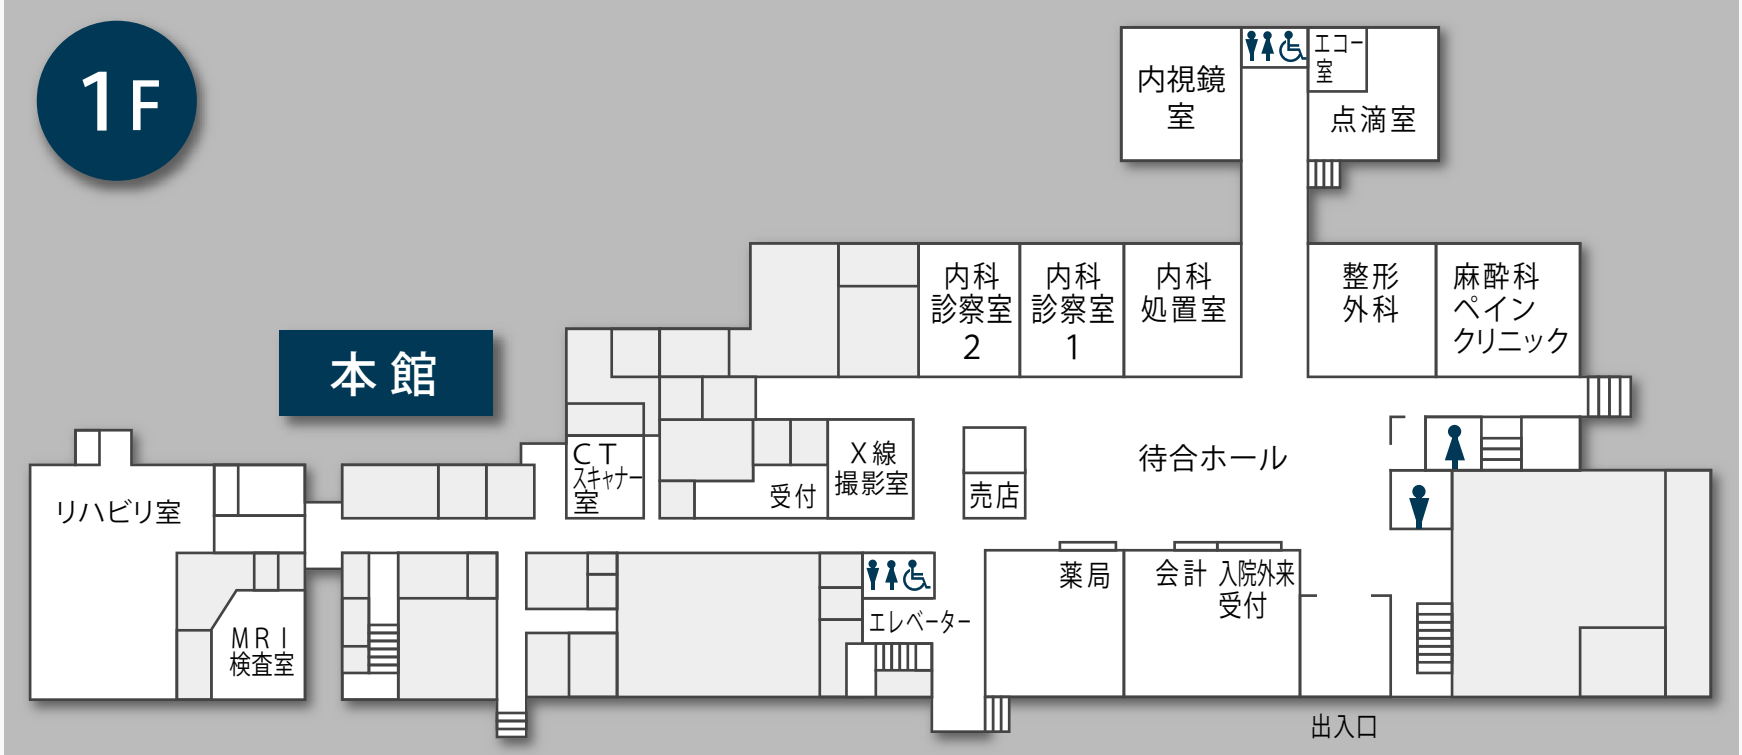 1F
本館
内視鏡
室
エコー
室
点滴室
内科
診察室
2
内科
診察室
1
内科
処置室
整形
外科
麻酔科
ペイン
クリニック
CT
スキャナー
室
X線
撮影室
受付
売店
待合ホール
リハビリ室
MRI
検査室
エレベーター
薬局
会計
入院外来
受付
出入口